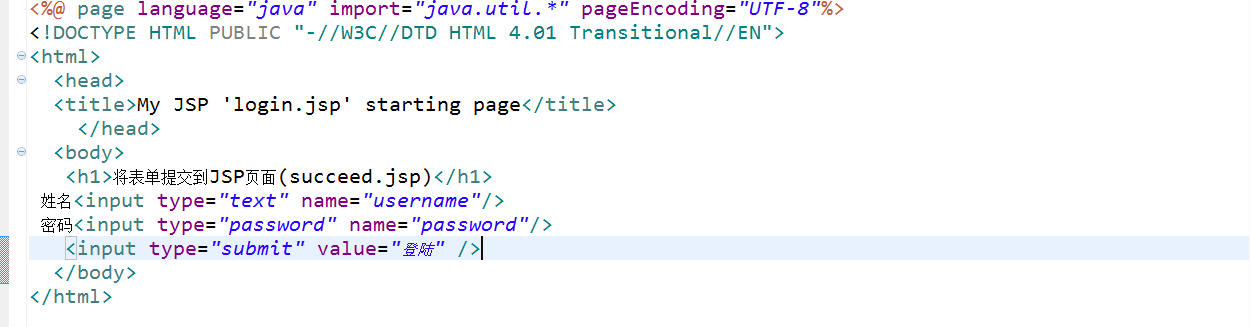 <%@ page language="java" import="java.util.*" pageEncoding="UTF-8"%>
<!DOCTYPE HTML PUBLIC "-//W3C//DTD HTML 4.01 Transitional//EN">
<html>
  <head>
  <title>My JSP 'login.jsp' starting page</title>
    </head>
  <body>
   <h1>将表单提交到JSP页面(succeed.jsp)</h1>
 姓名<input type="text" name="username"/>
 密码<input type="password" name="password"/>
   <input type="submit" value="登陆" />
  </body>
</html>